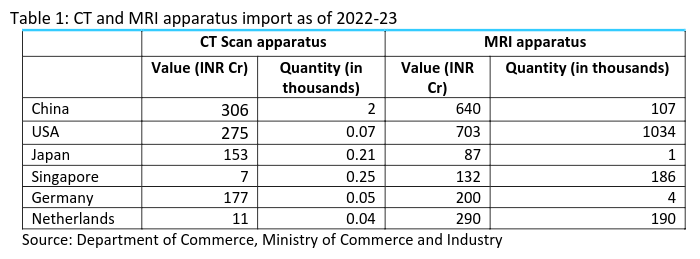 Table 1: CT and MRI apparatus import as of 2022-23
CT Scan apparatus MRI apparatus
Value (INR Cr) Quantity (in thousands) Value (INR Cr) Quantity (in thousands)
China 306 2 640 107
USA 275 0.07 703 1034
Japan 153 0.21 87 1
Singapore 7 0.25 132 186
Germany 177 0.05 200 4
Netherlands 11 0.04 290 190
Source: Department of Commerce, Ministry of Commerce and Industry